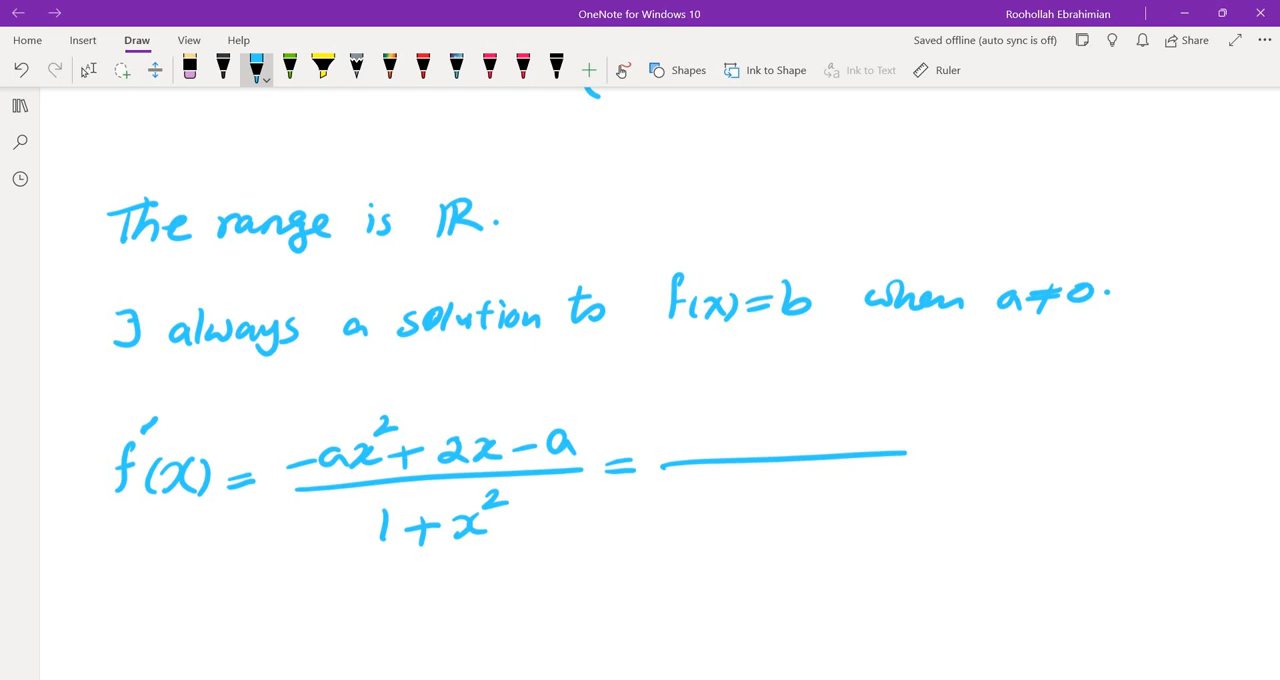 OneNote for Windows 10
Roohollah Ebrahimian
Home Insert Draw View Help
Saved offline (auto sync is off)
Share
Shapes
Ink to Shape
Ink to Text
Ruler
The range is ℝ.
∃ always a solution to f(x)=b when a≠0.
f'(x) = (-ax²+2x-a)/(1+x²) =